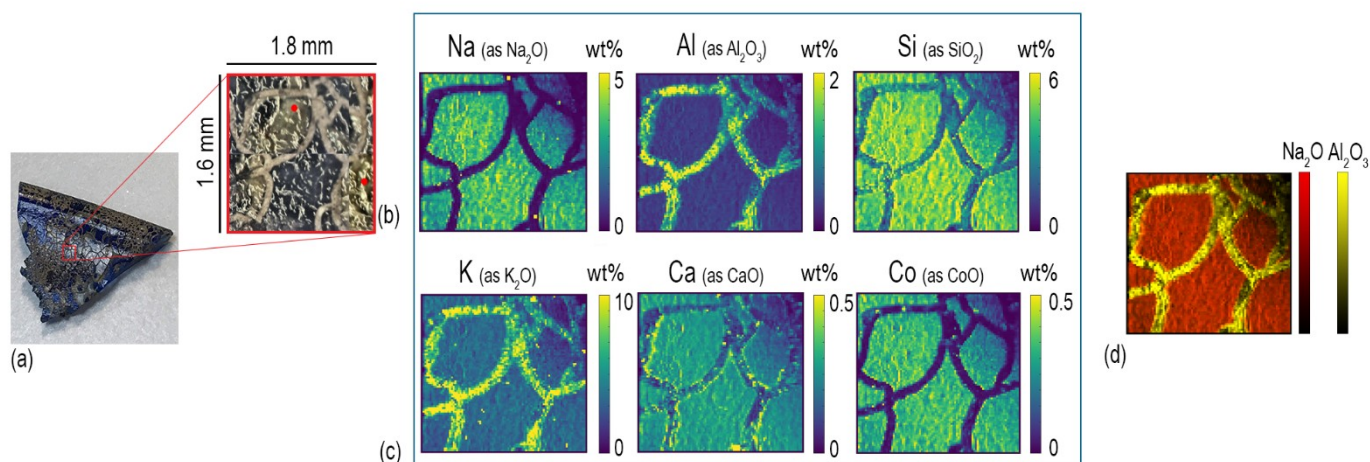 1.8 mm
1.6 mm
(a)
(b)
Na (as Na₂O) wt%
5
0
Al (as Al₂O₃) wt%
2
0
Si (as SiO₂) wt%
6
0
K (as K₂O) wt%
10
0
Ca (as CaO) wt%
0.5
0
Co (as CoO) wt%
0.5
0
(c)
Na₂O Al₂O₃
(d)